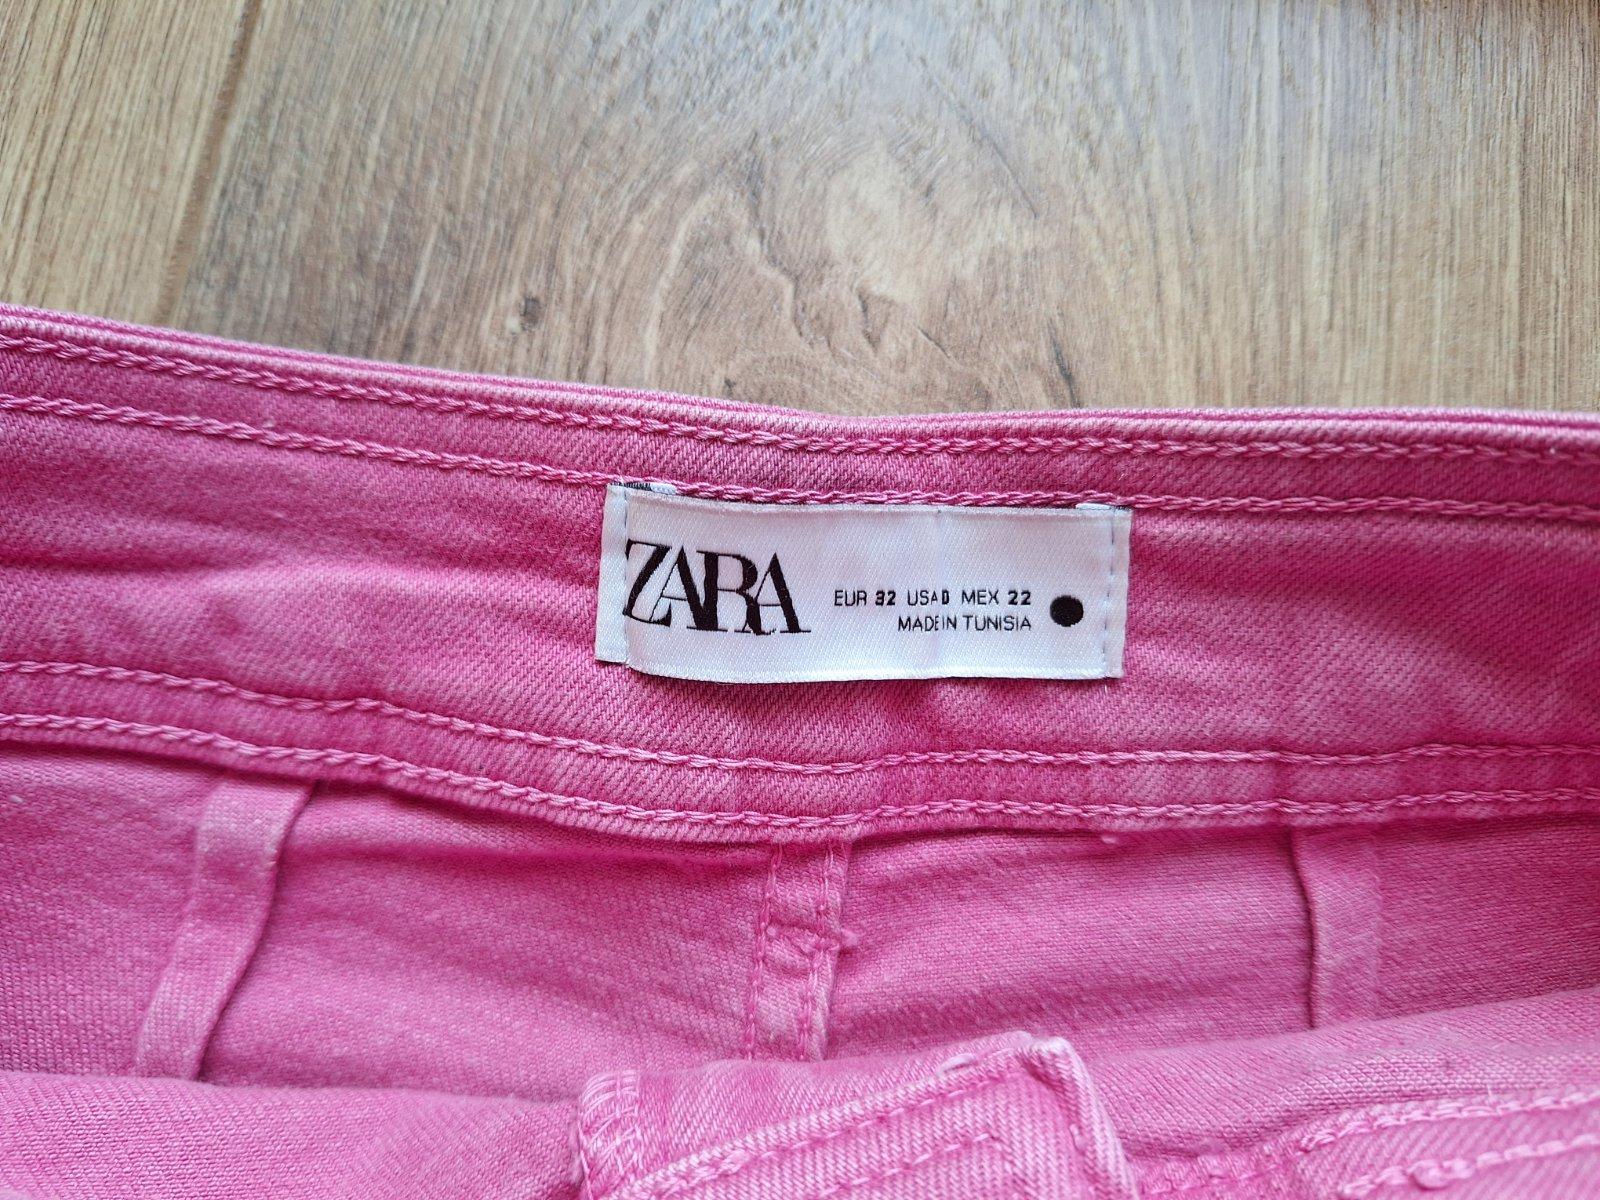 ZARA
EUR 32 USA 0 MEX 22
MADE IN TUNISIA